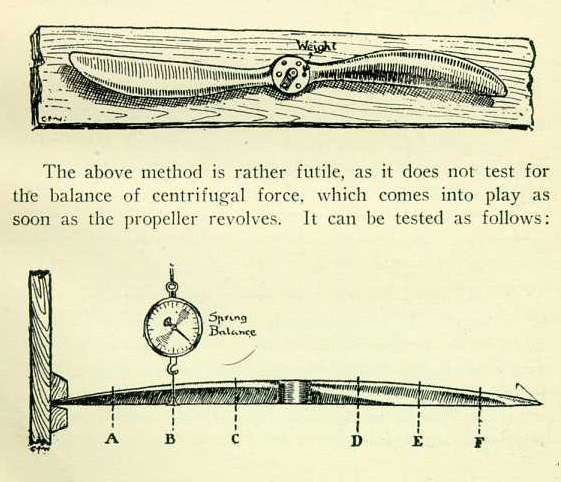 Weight
C.P.W.
The above method is rather futile, as it does not test for
the balance of centrifugal force, which comes into play as
soon as the propeller revolves. It can be tested as follows:
Spring
Balance
A B C D E F